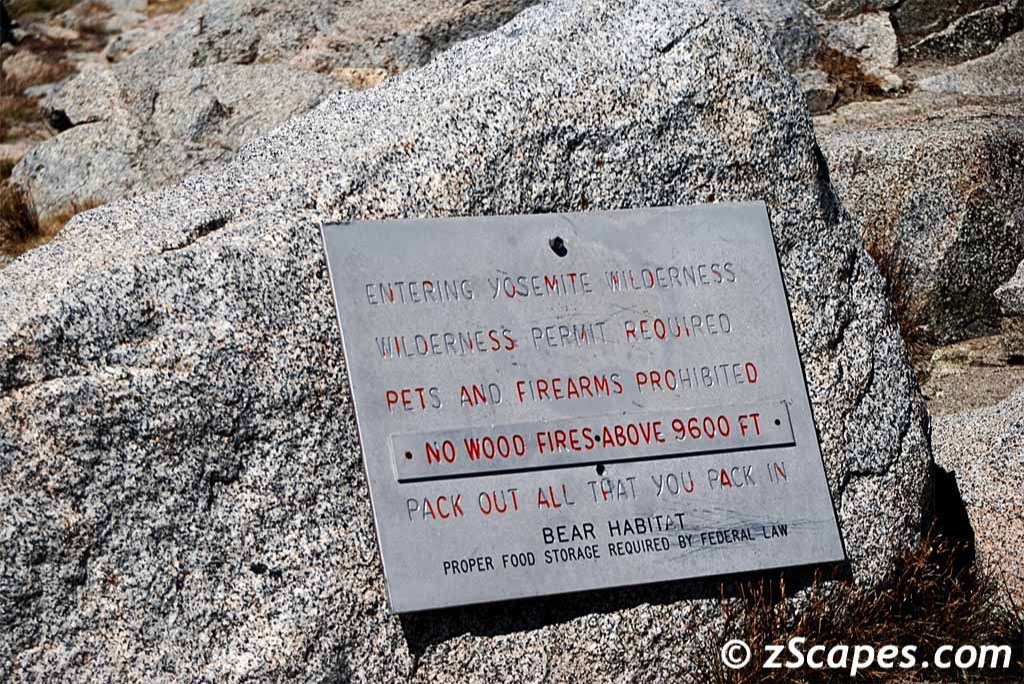 ENTERING YOSEMITE WILDERNESS
WILDERNESS PERMIT REQUIRED
PETS AND FIREARMS PROHIBITED
• NO WOOD FIRES•ABOVE 9600 FT •
PACK OUT ALL THAT YOU PACK IN
BEAR HABITAT
PROPER FOOD STORAGE REQUIRED BY FEDERAL LAW
© zScapes.com